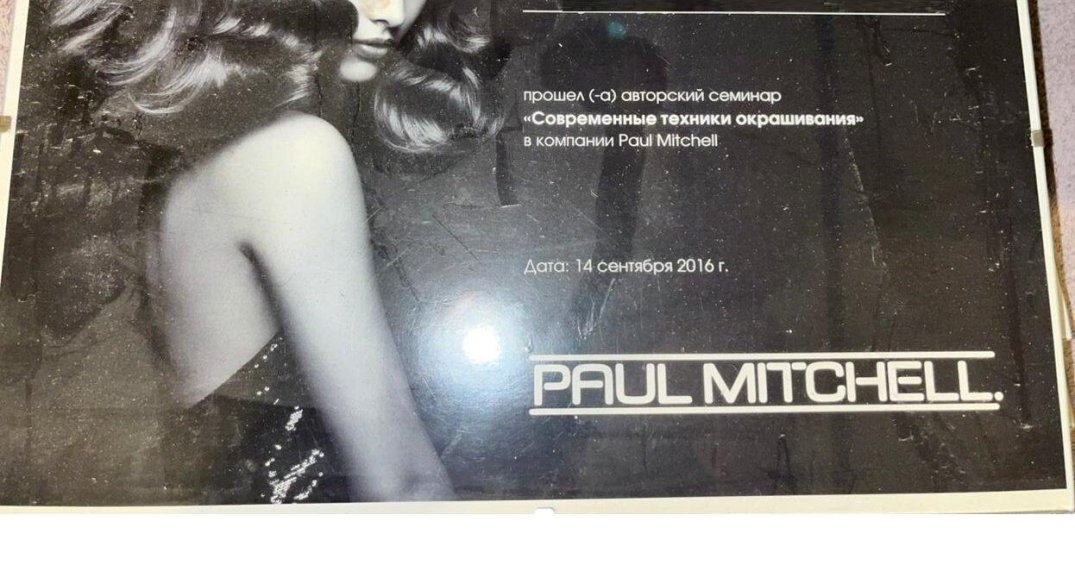 прошел (-а) авторский семинар
«Современные техники окрашивания»
в компании Paul Mitchell
Дата: 14 сентября 2016 г.
PAUL MITCHELL.